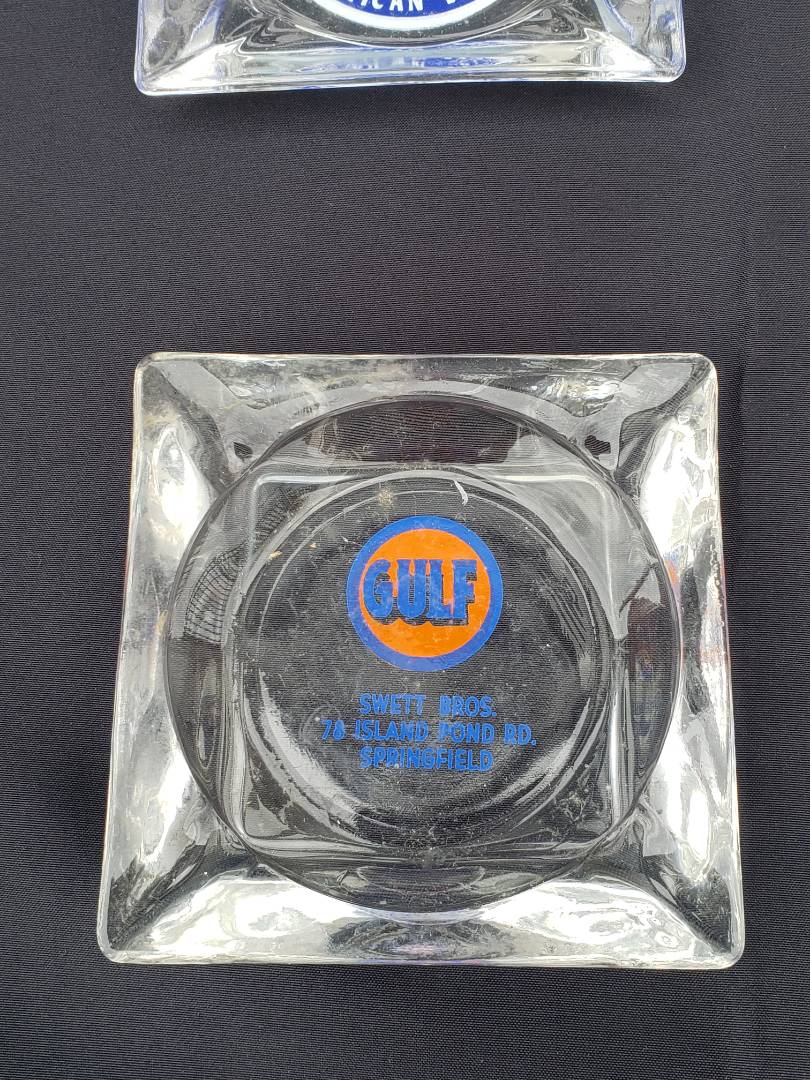 GULF
SWETT BROS.
78 ISLAND POND RD.
SPRINGFIELD